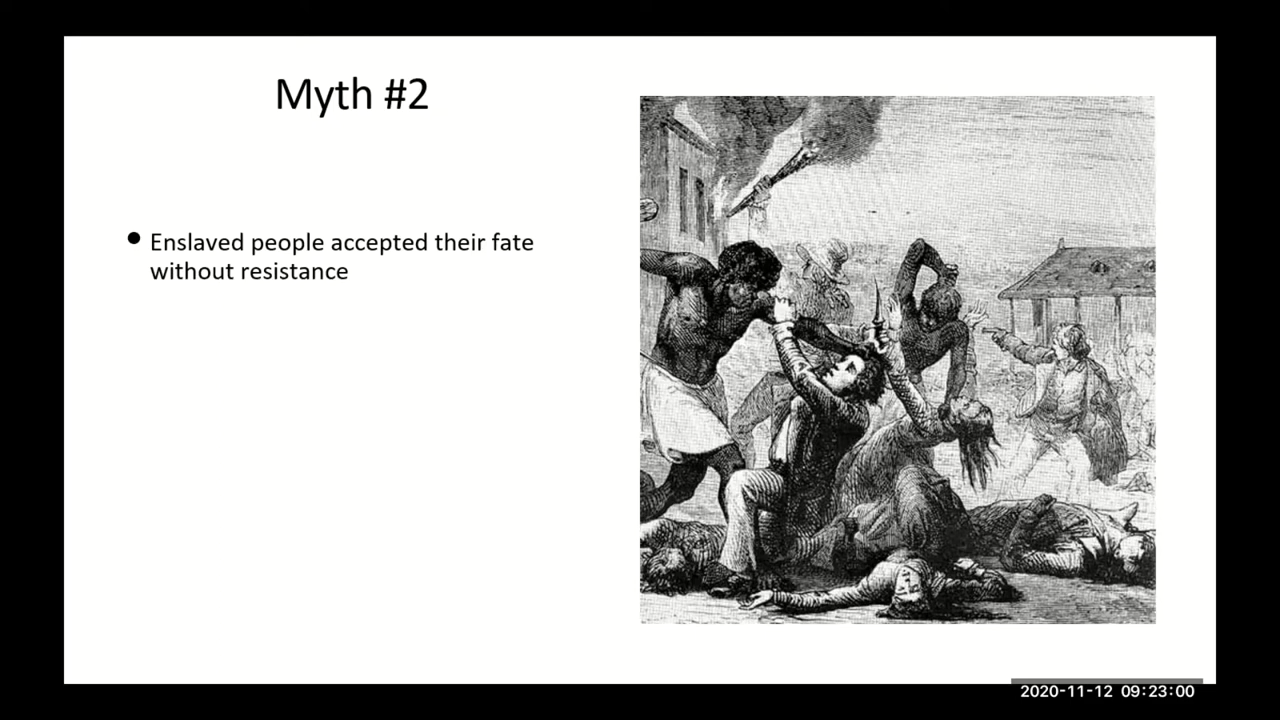 Myth #2
● Enslaved people accepted their fate
without resistance
2020-11-12 09:23:00